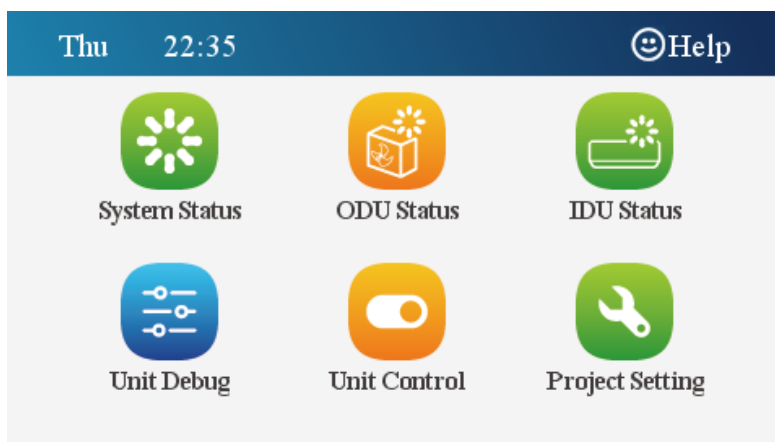 Thu 22:35 Help
System Status ODU Status IDU Status
Unit Debug Unit Control Project Setting